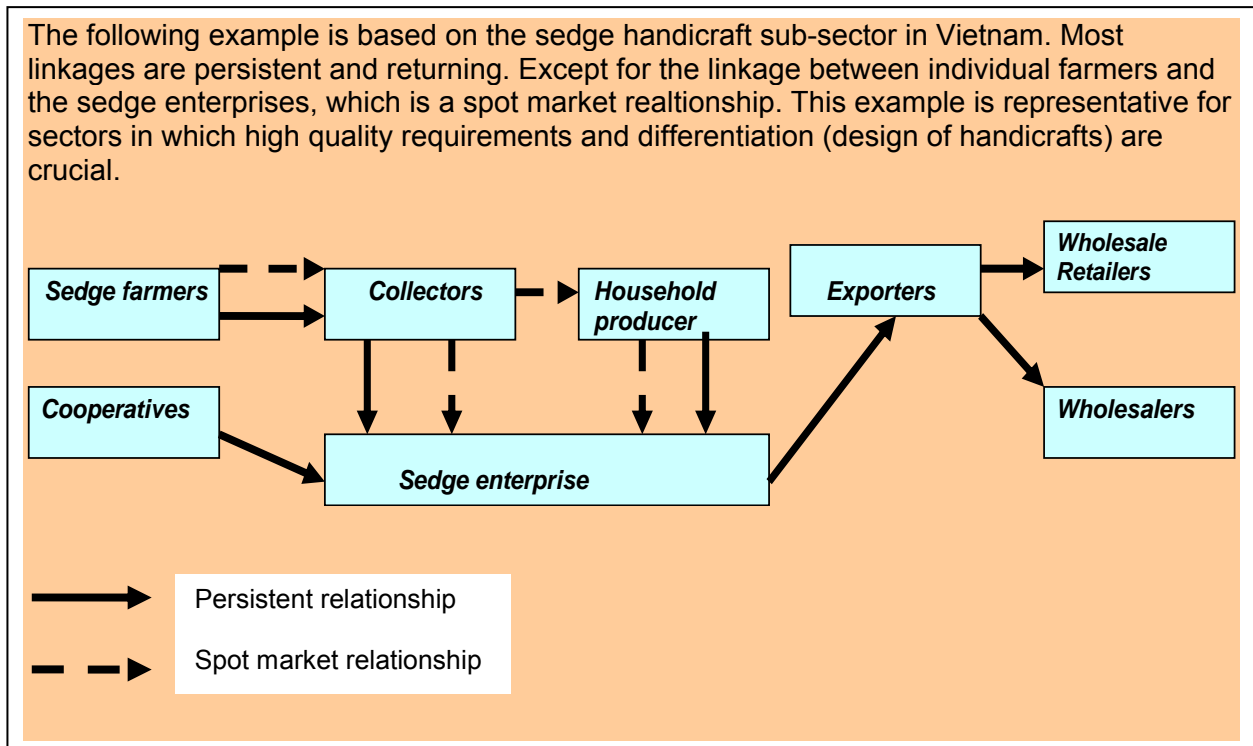 The following example is based on the sedge handicraft sub-sector in Vietnam. Most
linkages are persistent and returning. Except for the linkage between individual farmers and
the sedge enterprises, which is a spot market realtionship. This example is representative for
sectors in which high quality requirements and differentiation (design of handicrafts) are
crucial.
Sedge farmers
Collectors
Household
producer
Exporters
Wholesale
Retailers
Cooperatives
Wholesalers
Sedge enterprise
Persistent relationship
Spot market relationship